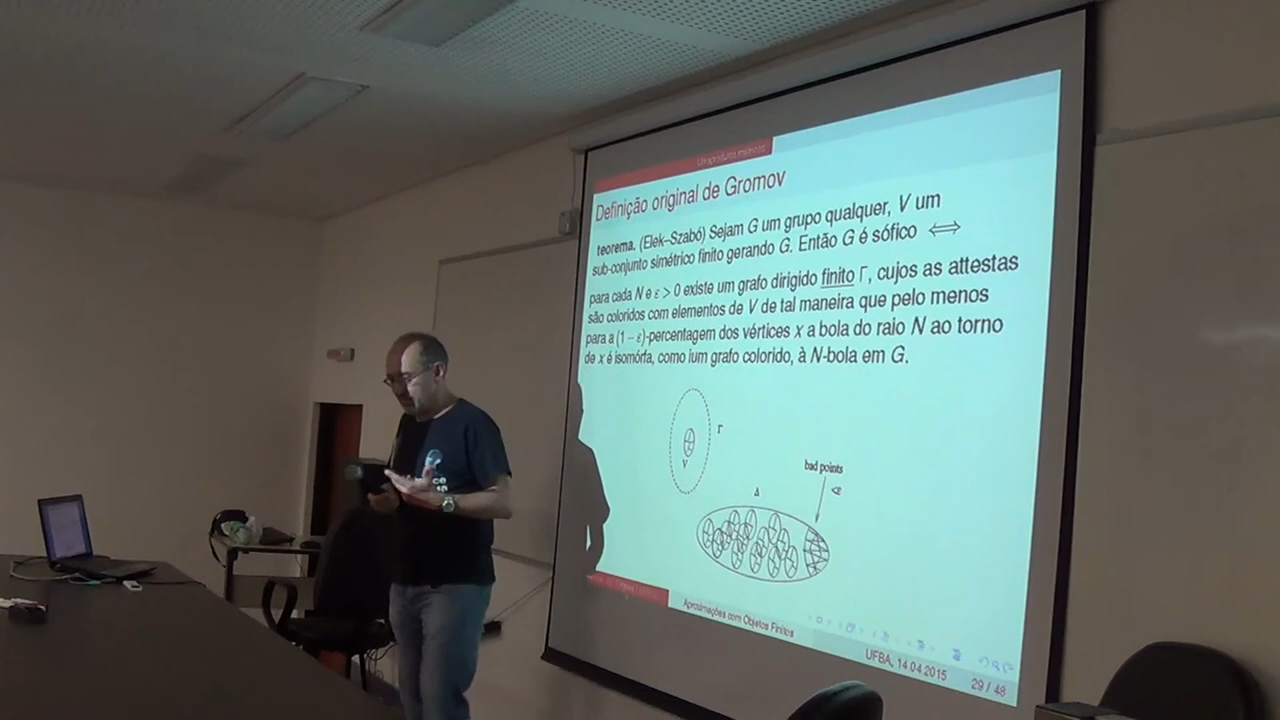 Ultraprodutos métricos
Definição original de Gromov
teorema. (Elek–Szabó) Sejam G um grupo qualquer, V um
sub-conjunto simétrico finito gerando G. Então G é sófico ⟺
para cada N e ε > 0 existe um grafo dirigido finito Γ, cujos as attestas
são coloridos com elementos de V de tal maneira que pelo menos
para a (1 − ε)-percentagem dos vértices x a bola do raio N ao torno
de x é isomórfa, como ium grafo colorido, à N-bola em G.
Γ
V
bad points
Δ
<ε
Aproximações com Objetos Finitos
UFBA, 14 04 2015
29 / 48